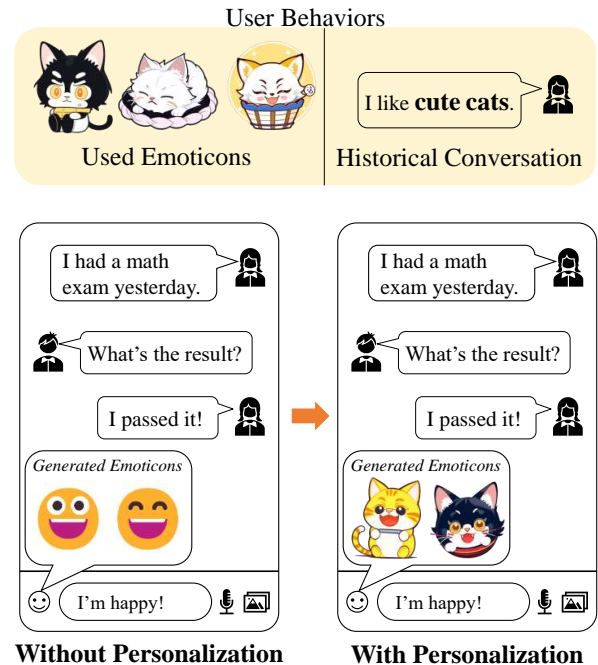 User Behaviors
Used Emoticons
I like cute cats.
Historical Conversation
I had a math
exam yesterday.
What's the result?
I passed it!
Generated Emoticons
I'm happy!
Without Personalization
I had a math
exam yesterday.
What's the result?
I passed it!
Generated Emoticons
I'm happy!
With Personalization